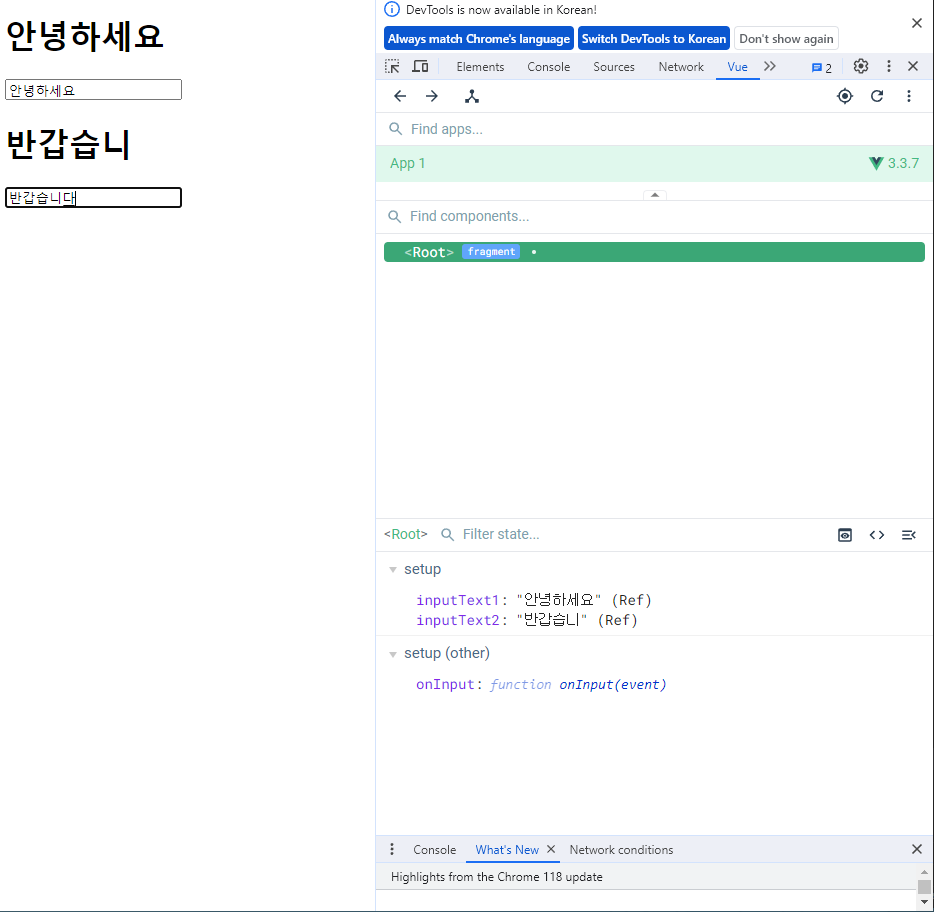 안녕하세요
안녕하세요
반갑습니
반갑습니다
DevTools is now available in Korean!
Always match Chrome's language Switch DevTools to Korean Don't show again
Elements Console Sources Network Vue 2
Find apps...
App 1 3.3.7
Find components...
<Root> fragment
<Root> Filter state...
setup
inputText1: "안녕하세요" (Ref)
inputText2: "반갑습니" (Ref)
setup (other)
onInput: function onInput(event)
Console What's New Network conditions
Highlights from the Chrome 118 update